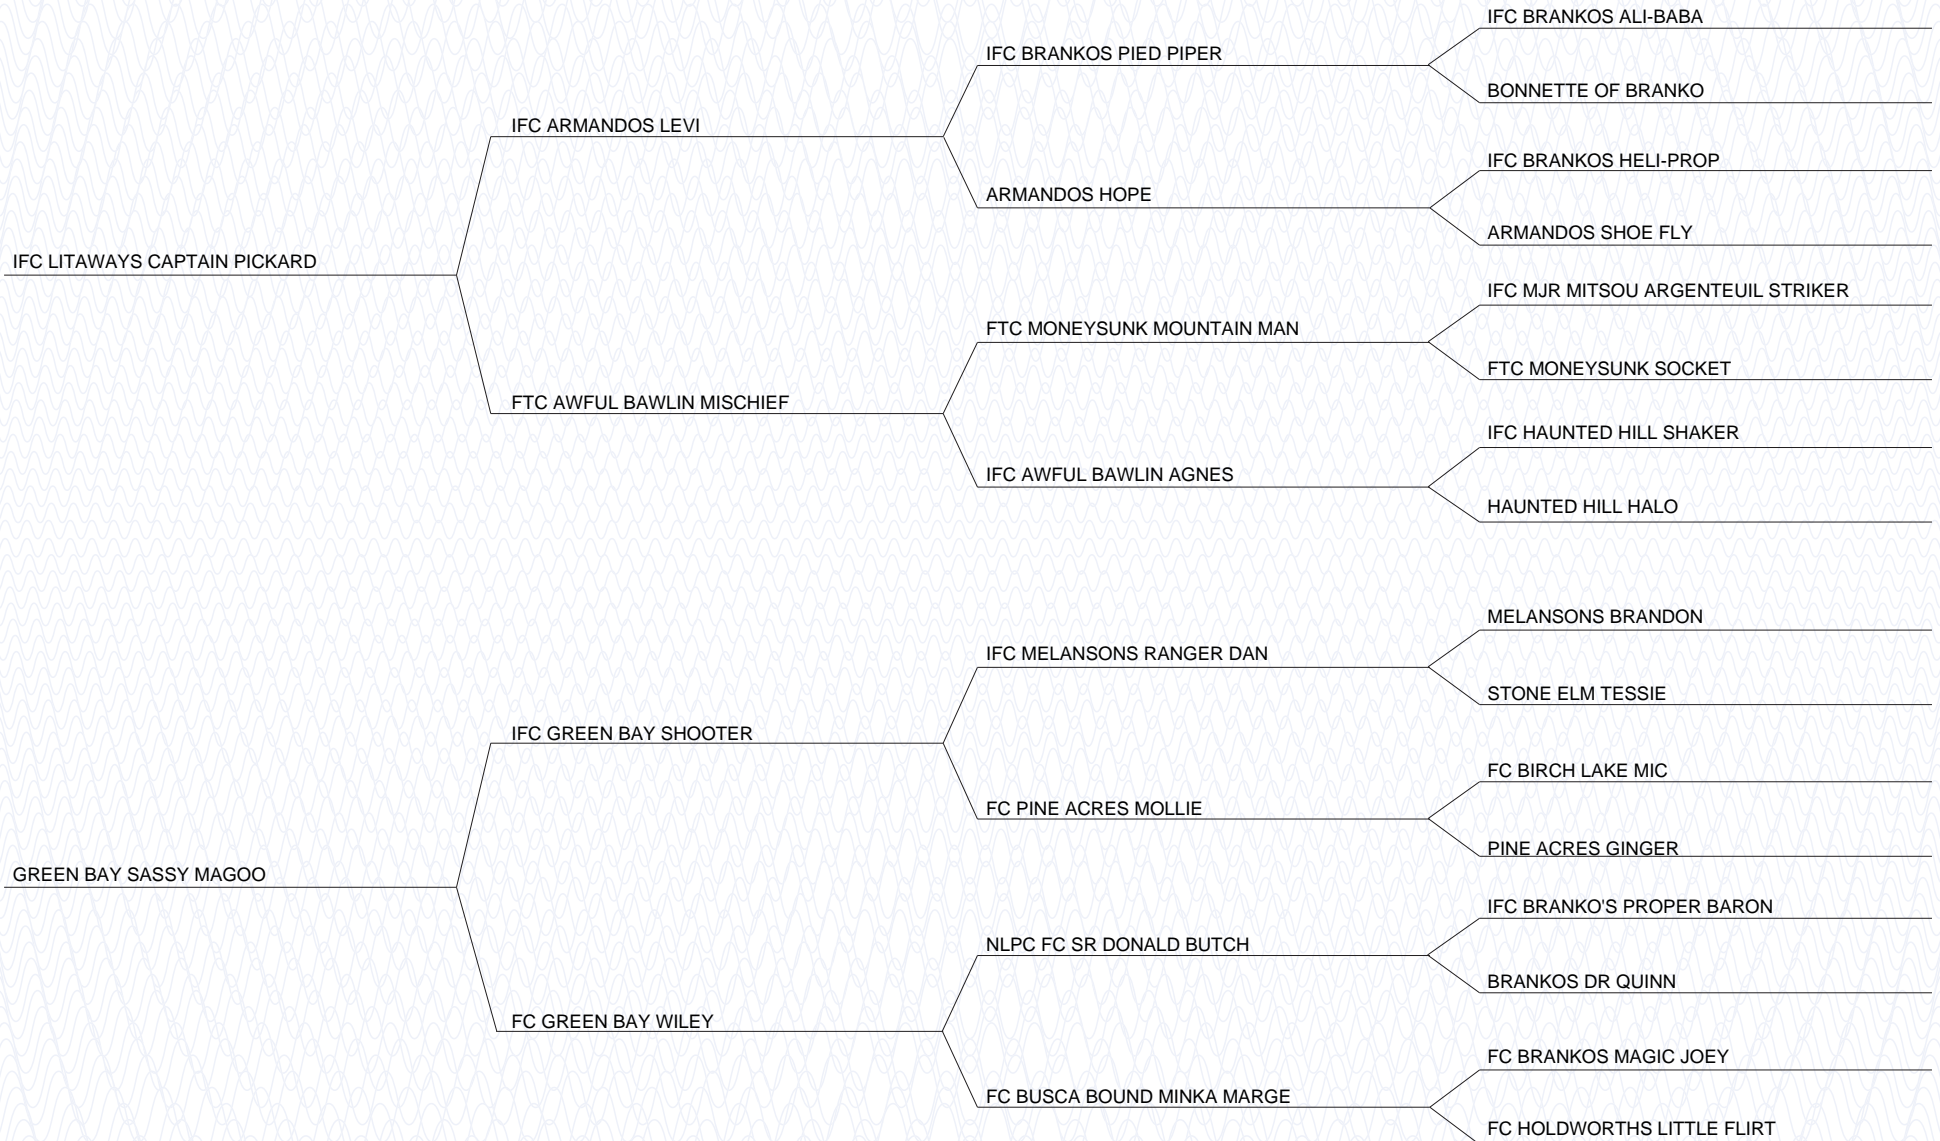 IFC BRANKOS ALI-BABA
IFC BRANKOS PIED PIPER
BONNETTE OF BRANKO
IFC ARMANDOS LEVI
IFC BRANKOS HELI-PROP
ARMANDOS HOPE
ARMANDOS SHOE FLY
IFC LITAWAYS CAPTAIN PICKARD
IFC MJR MITSOU ARGENTEUIL STRIKER
FTC MONEYSUNK MOUNTAIN MAN
FTC MONEYSUNK SOCKET
FTC AWFUL BAWLIN MISCHIEF
IFC HAUNTED HILL SHAKER
IFC AWFUL BAWLIN AGNES
HAUNTED HILL HALO
MELANSONS BRANDON
IFC MELANSONS RANGER DAN
STONE ELM TESSIE
IFC GREEN BAY SHOOTER
FC BIRCH LAKE MIC
FC PINE ACRES MOLLIE
PINE ACRES GINGER
GREEN BAY SASSY MAGOO
IFC BRANKO'S PROPER BARON
NLPC FC SR DONALD BUTCH
BRANKOS DR QUINN
FC GREEN BAY WILEY
FC BRANKOS MAGIC JOEY
FC BUSCA BOUND MINKA MARGE
FC HOLDWORTHS LITTLE FLIRT